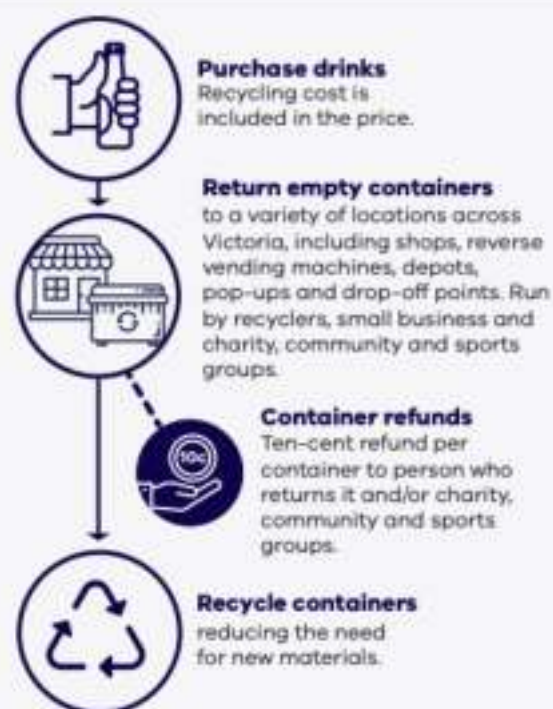 Purchase drinks
Recycling cost is
included in the price.
Return empty containers
to a variety of locations across
Victoria, including shops, reverse
vending machines, depots,
pop-ups and drop-off points. Run
by recyclers, small business and
charity, community and sports
groups.
10c
Container refunds
Ten-cent refund per
container to person who
returns it and/or charity,
community and sports
groups.
Recycle containers
reducing the need
for new materials.